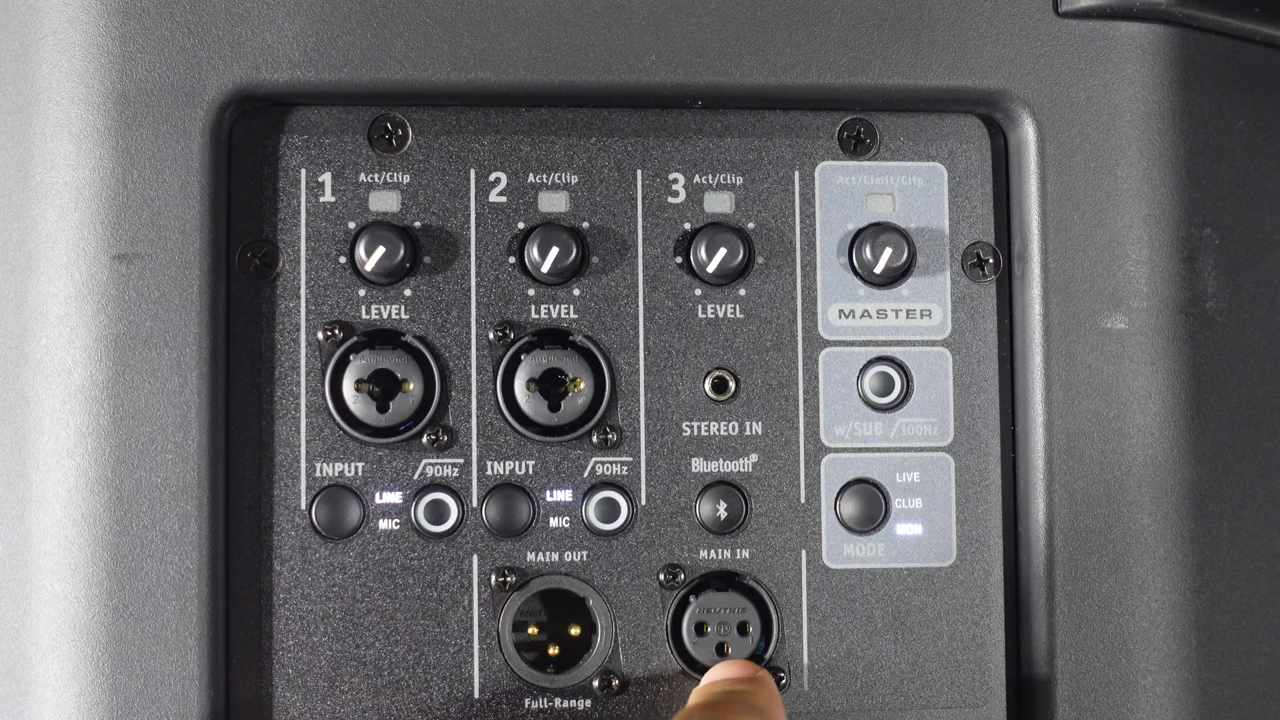 1
Act/Clip
LEVEL
Amphenol
INPUT
90Hz
LINE
MIC
2
Act/Clip
LEVEL
INPUT
90Hz
LINE
MIC
3
Act/Clip
LEVEL
STEREO IN
Bluetooth®
Act/Limit/Clip
MASTER
w/SUB
100Hz
LIVE
CLUB
MON
MODE
MAIN OUT
Full-Range
MAIN IN
NEUTRIK